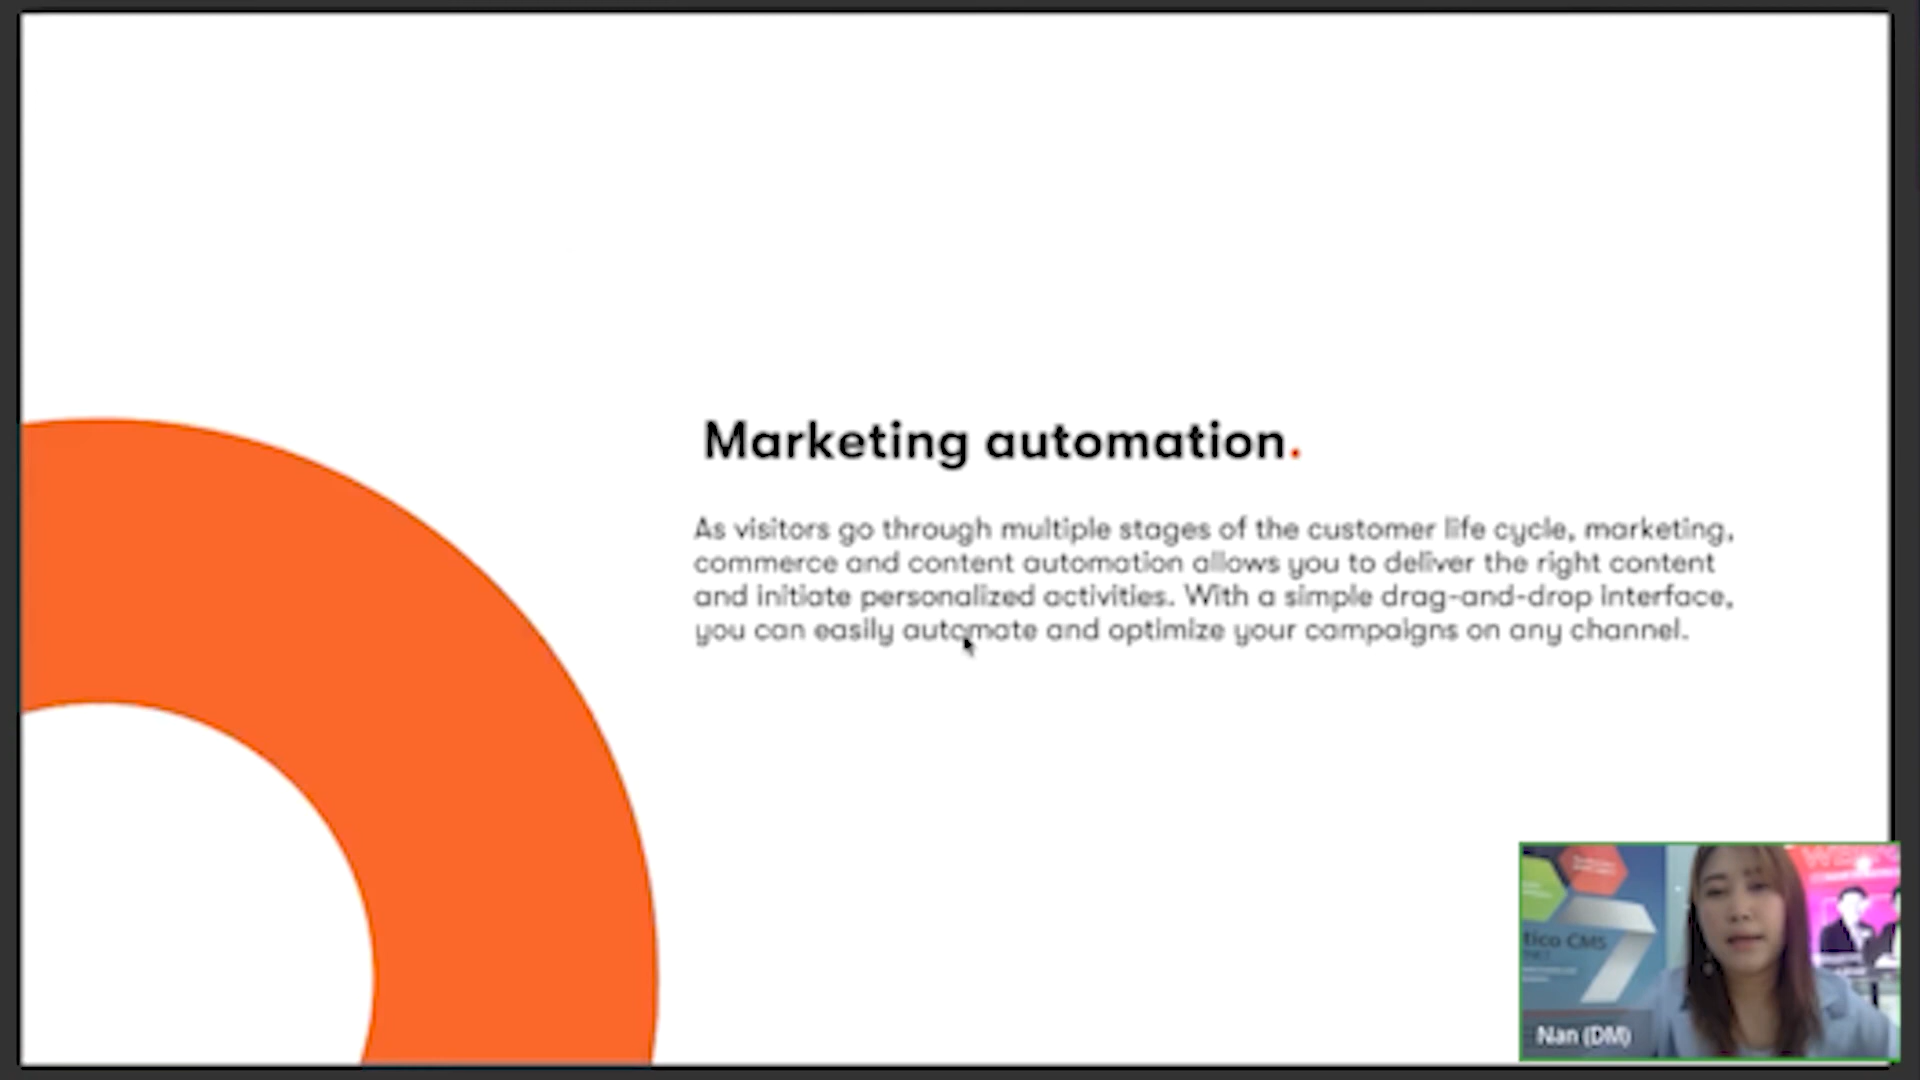 Marketing automation.
As visitors go through multiple stages of the customer life cycle, marketing,
commerce and content automation allows you to deliver the right content
and initiate personalized activities. With a simple drag-and-drop interface,
you can easily automate and optimize your campaigns on any channel.
tico CMS
Nan (DM)